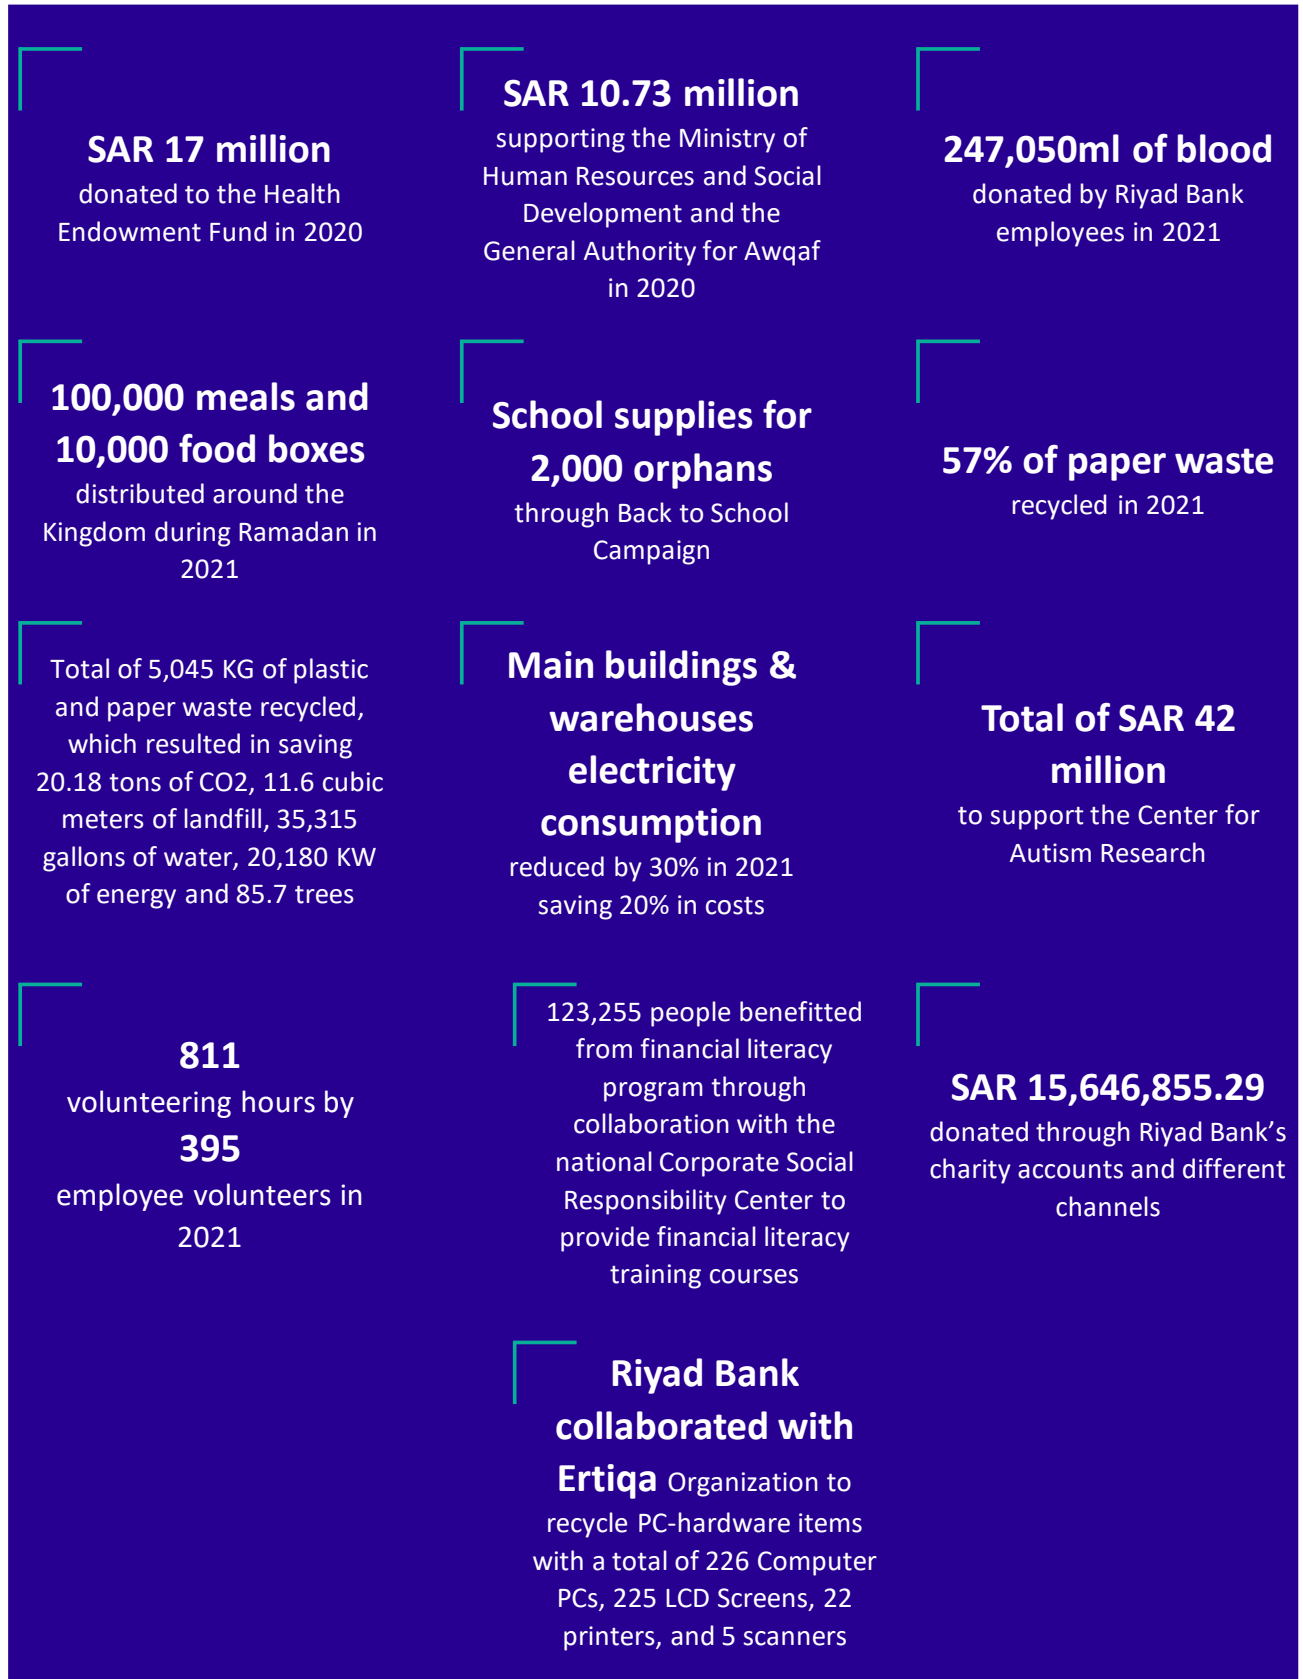 SAR 17 million
donated to the Health
Endowment Fund in 2020
SAR 10.73 million
supporting the Ministry of
Human Resources and Social
Development and the
General Authority for Awqaf
in 2020
247,050ml of blood
donated by Riyad Bank
employees in 2021
100,000 meals and
10,000 food boxes
distributed around the
Kingdom during Ramadan in
2021
School supplies for
2,000 orphans
through Back to School
Campaign
57% of paper waste
recycled in 2021
Total of 5,045 KG of plastic
and paper waste recycled,
which resulted in saving
20.18 tons of CO2, 11.6 cubic
meters of landfill, 35,315
gallons of water, 20,180 KW
of energy and 85.7 trees
Main buildings &
warehouses
electricity
consumption
reduced by 30% in 2021
saving 20% in costs
Total of SAR 42
million
to support the Center for
Autism Research
811
volunteering hours by
395
employee volunteers in
2021
123,255 people benefitted
from financial literacy
program through
collaboration with the
national Corporate Social
Responsibility Center to
provide financial literacy
training courses
SAR 15,646,855.29
donated through Riyad Bank’s
charity accounts and different
channels
Riyad Bank
collaborated with
Ertiqa Organization to
recycle PC-hardware items
with a total of 226 Computer
PCs, 225 LCD Screens, 22
printers, and 5 scanners